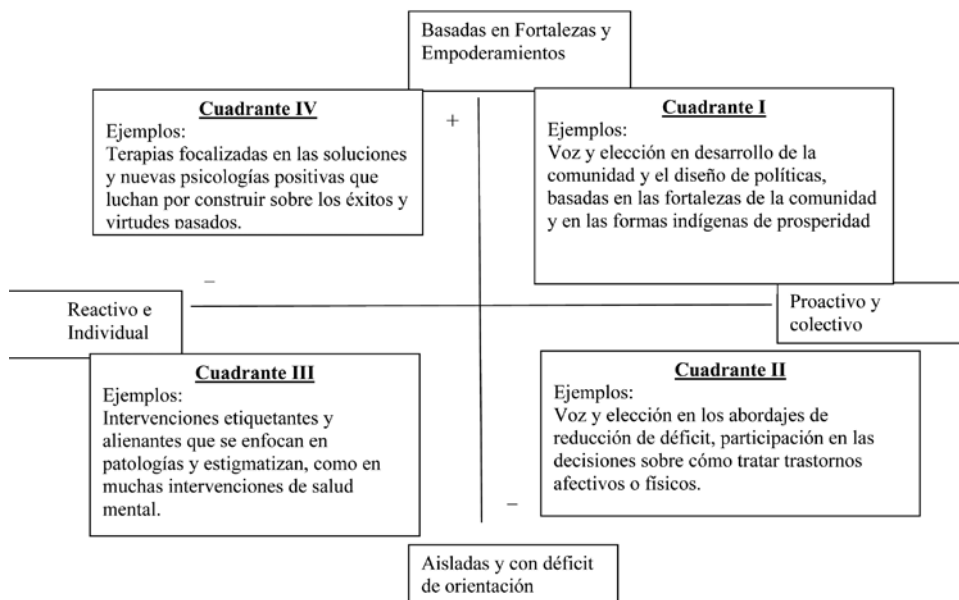 Basadas en Fortalezas y
Empoderamientos
Cuadrante IV
Ejemplos:
Terapias focalizadas en las soluciones
y nuevas psicologías positivas que
luchan por construir sobre los éxitos y
virtudes pasados.
+
Cuadrante I
Ejemplos:
Voz y elección en desarrollo de la
comunidad y el diseño de políticas,
basadas en las fortalezas de la comunidad
y en las formas indígenas de prosperidad
–
Reactivo e
Individual
Proactivo y
colectivo
Cuadrante III
Ejemplos:
Intervenciones etiquetantes y
alienantes que se enfocan en
patologías y estigmatizan, como en
muchas intervenciones de salud
mental.
Cuadrante II
Ejemplos:
Voz y elección en los abordajes de
reducción de déficit, participación en las
decisiones sobre cómo tratar trastornos
afectivos o físicos.
–
Aisladas y con déficit
de orientación